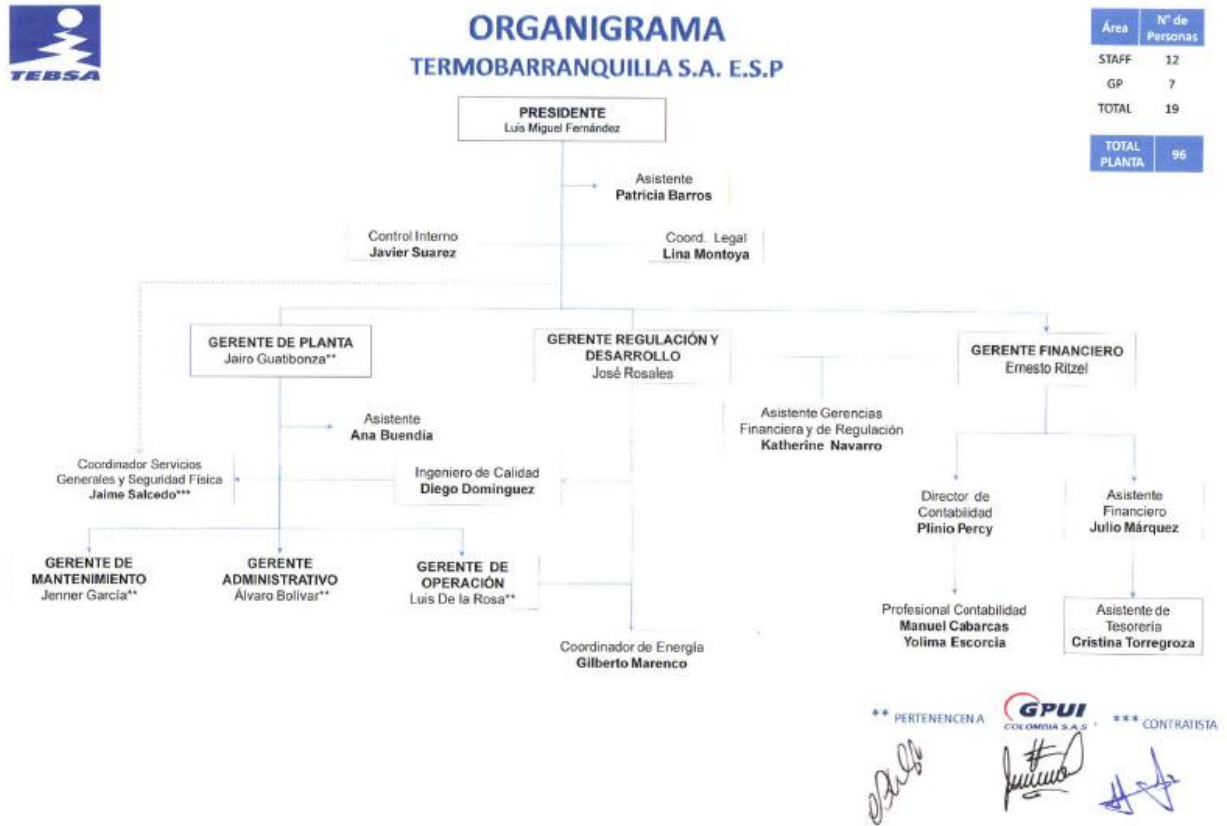 TEBSA
ORGANIGRAMA
TERMOBARRANQUILLA S.A. E.S.P
Área N° de Personas
STAFF 12
GP 7
TOTAL 19
TOTAL PLANTA 96
PRESIDENTE
Luis Miguel Fernández
Asistente
Patricia Barros
Control Interno
Javier Suarez
Coord. Legal
Lina Montoya
GERENTE DE PLANTA
Jairo Guatibonza**
GERENTE REGULACIÓN Y
DESARROLLO
José Rosales
GERENTE FINANCIERO
Ernesto Ritzel
Asistente
Ana Buendía
Asistente Gerencias
Financiera y de Regulación
Katherine Navarro
Coordinador Servicios
Generales y Seguridad Física
Jaime Salcedo***
Ingeniero de Calidad
Diego Domínguez
Director de
Contabilidad
Plinio Percy
Asistente
Financiero
Julio Márquez
GERENTE DE
MANTENIMIENTO
Jenner García**
GERENTE
ADMINISTRATIVO
Álvaro Bolívar**
GERENTE DE
OPERACIÓN
Luis De la Rosa**
Profesional Contabilidad
Manuel Cabarcas
Yolima Escorcia
Asistente de
Tesorería
Cristina Torregroza
Coordinador de Energía
Gilberto Marenco
** PERTENECEN A
GPUI
COLOMBIA S.A.S ,
*** CONTRATISTA